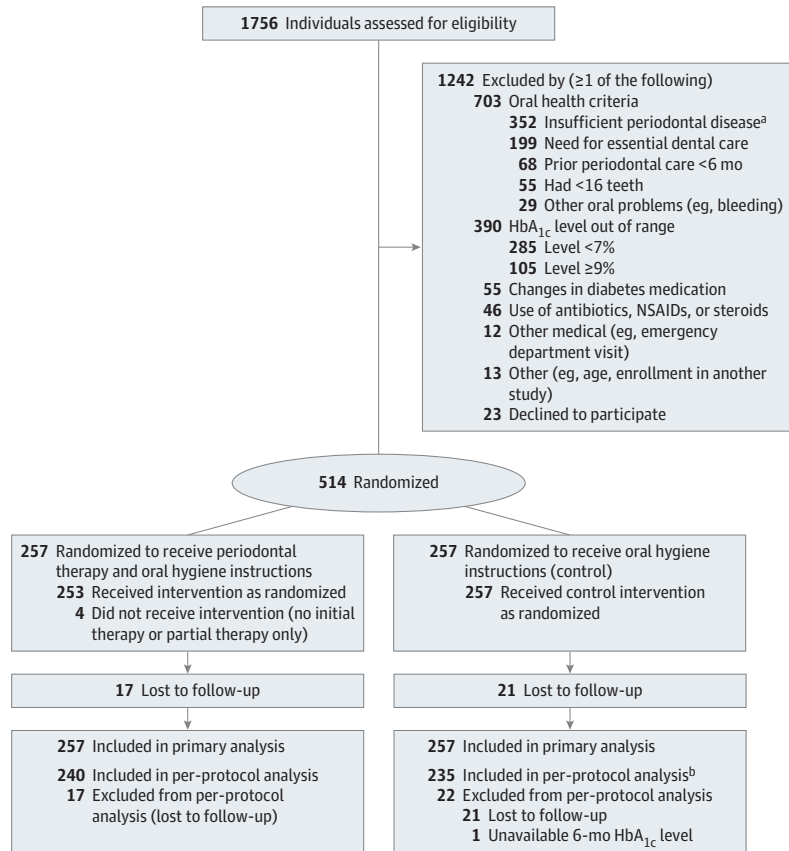 1756 Individuals assessed for eligibility
1242 Excluded by (≥1 of the following)
703 Oral health criteria
352 Insufficient periodontal diseaseᵃ
199 Need for essential dental care
68 Prior periodontal care <6 mo
55 Had <16 teeth
29 Other oral problems (eg, bleeding)
390 HbA1c level out of range
285 Level <7%
105 Level ≥9%
55 Changes in diabetes medication
46 Use of antibiotics, NSAIDs, or steroids
12 Other medical (eg, emergency
department visit)
13 Other (eg, age, enrollment in another
study)
23 Declined to participate
514 Randomized
257 Randomized to receive periodontal
therapy and oral hygiene instructions
253 Received intervention as randomized
4 Did not receive intervention (no initial
therapy or partial therapy only)
257 Randomized to receive oral hygiene
instructions (control)
257 Received control intervention
as randomized
17 Lost to follow-up
21 Lost to follow-up
257 Included in primary analysis
240 Included in per-protocol analysis
17 Excluded from per-protocol
analysis (lost to follow-up)
257 Included in primary analysis
235 Included in per-protocol analysisᵇ
22 Excluded from per-protocol analysis
21 Lost to follow-up
1 Unavailable 6-mo HbA1c level